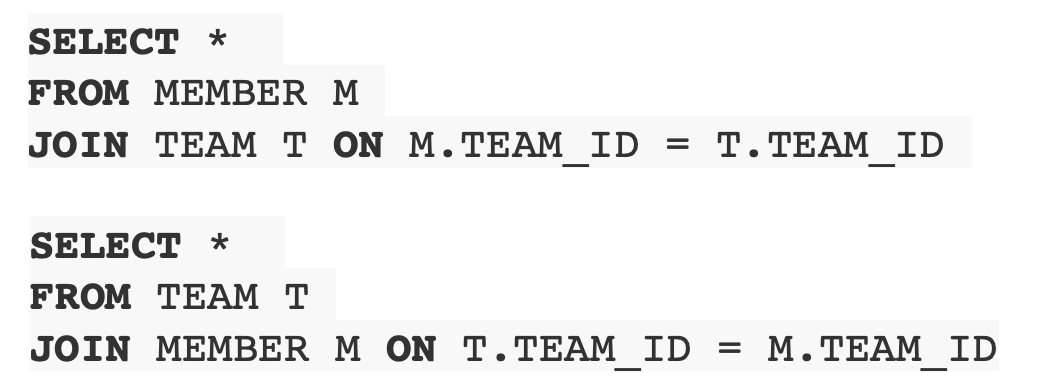 SELECT *
FROM MEMBER M
JOIN TEAM T ON M.TEAM_ID = T.TEAM_ID
SELECT *
FROM TEAM T
JOIN MEMBER M ON T.TEAM_ID = M.TEAM_ID